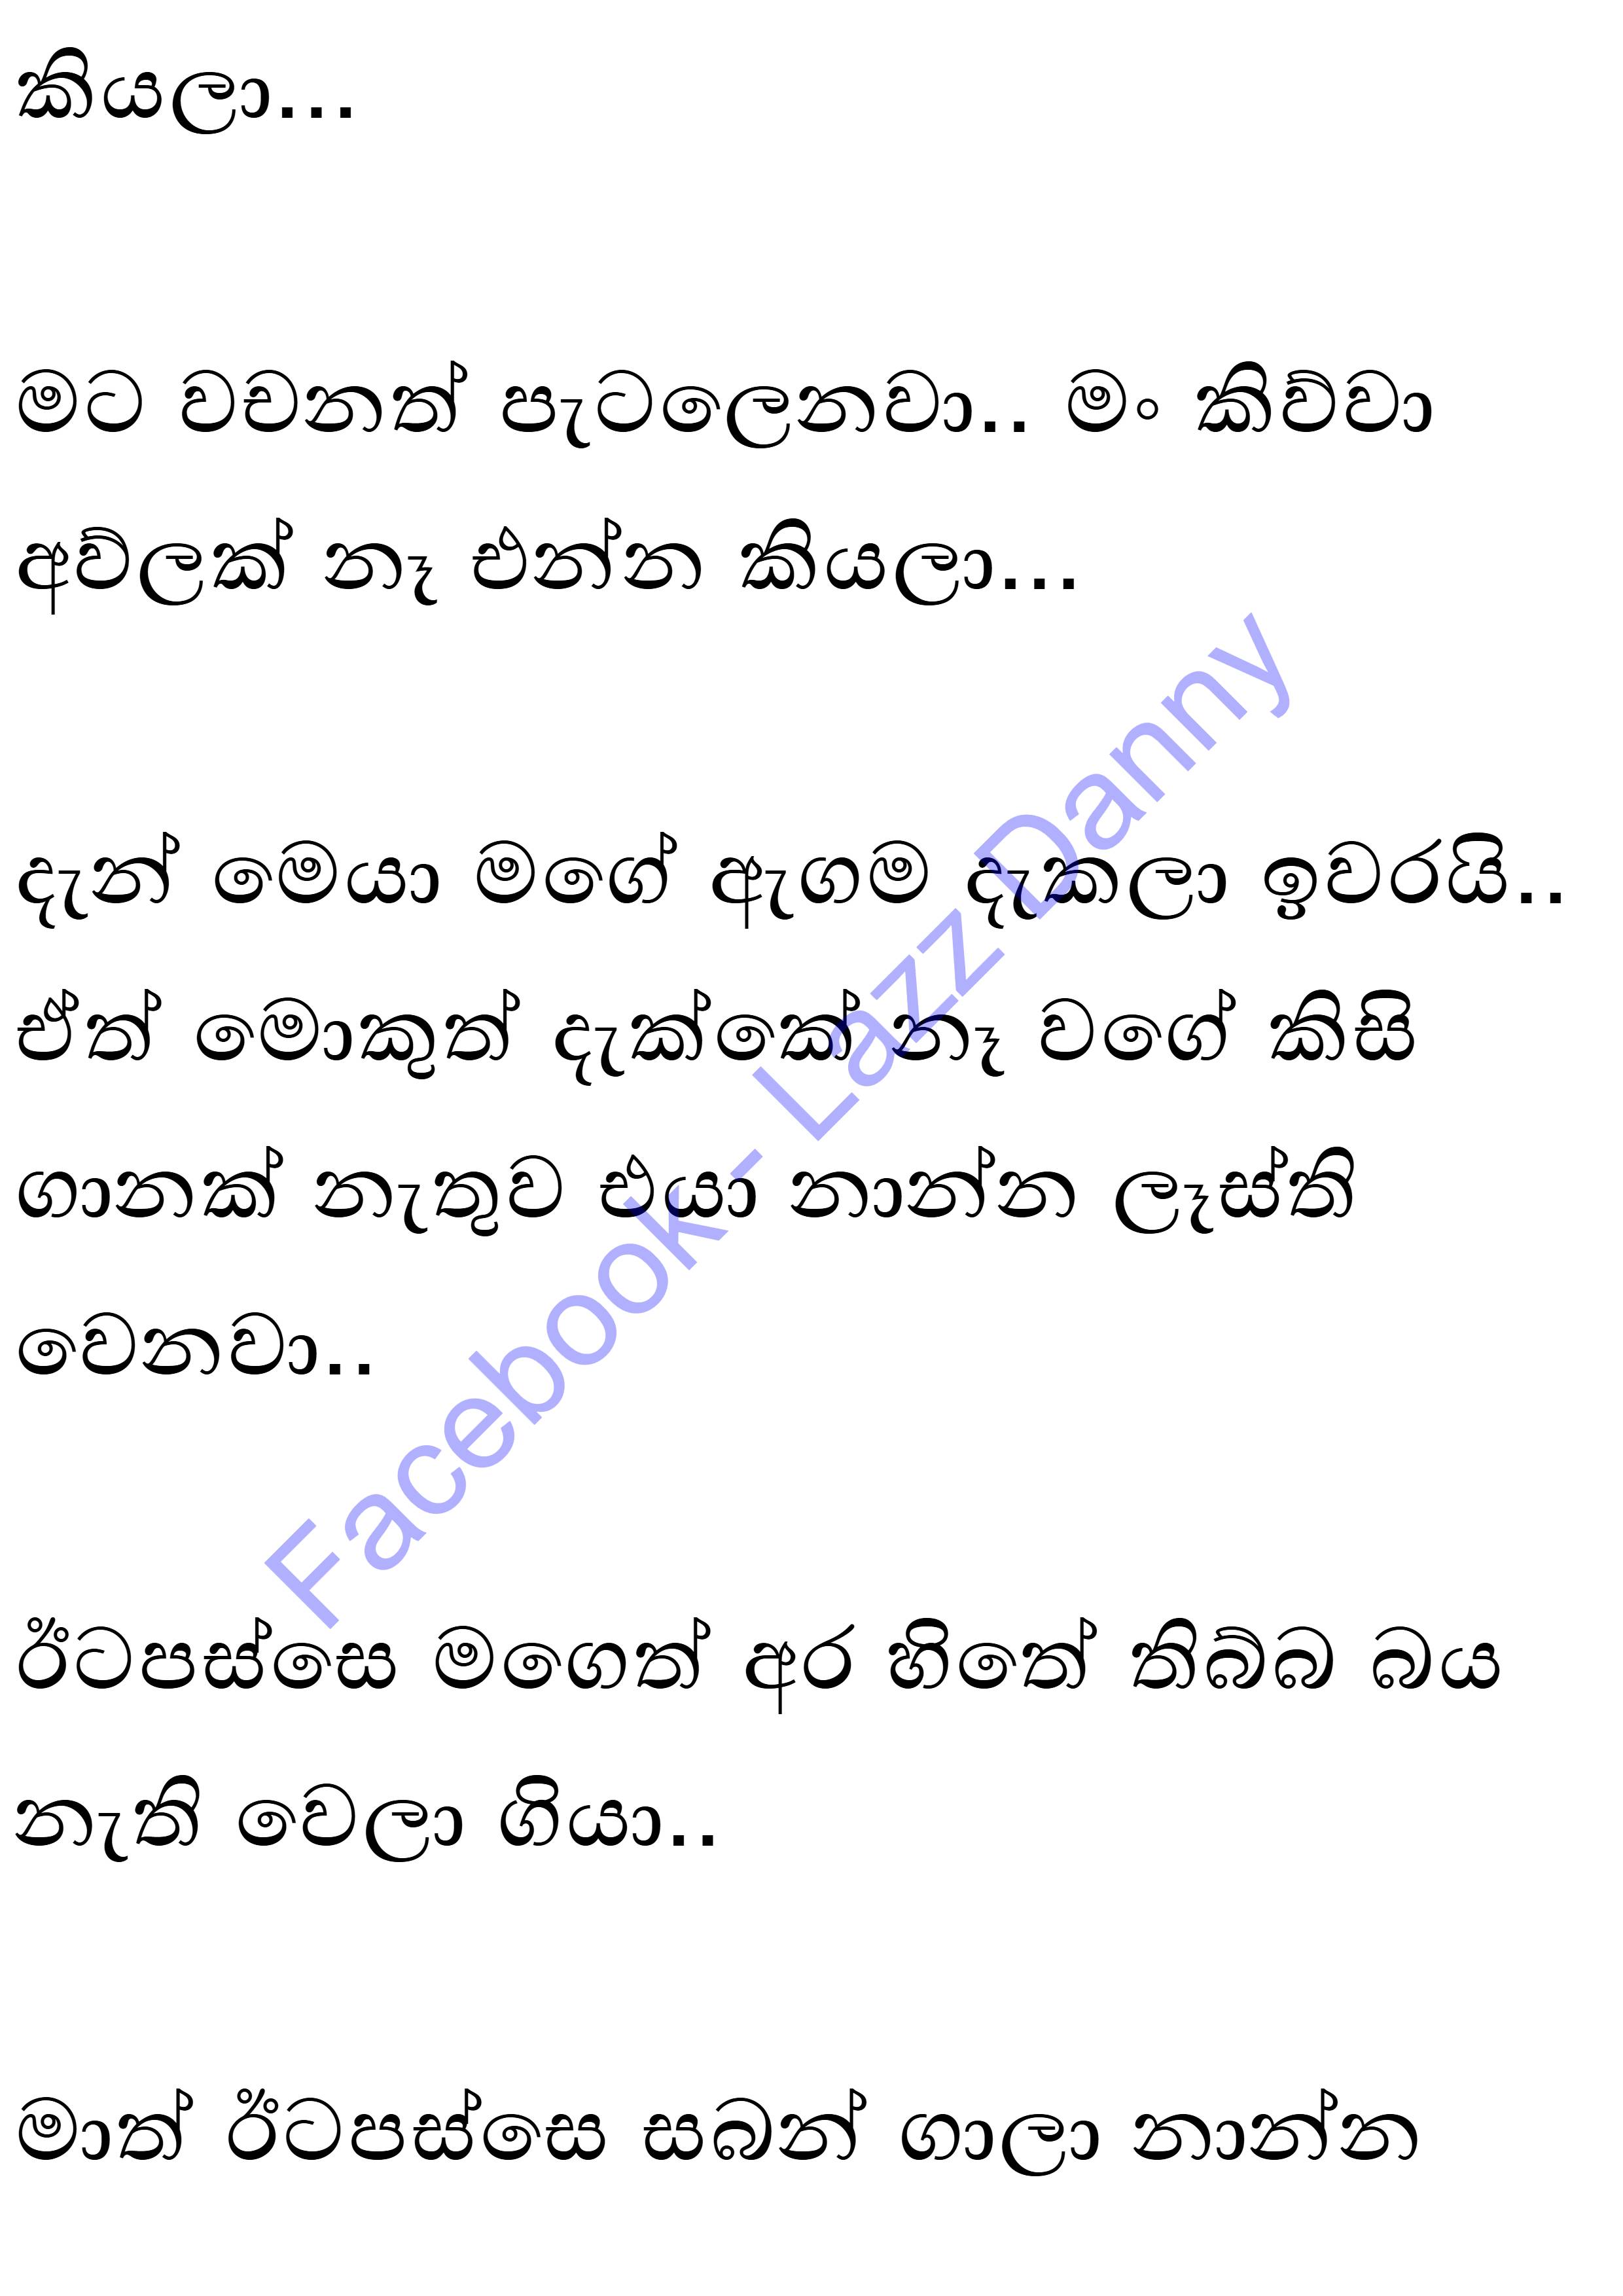 කියලා...
මට වචනත් පැටලෙනවා.. මං කිව්වා
අව්ලක් නෑ එන්න කියලා...
දැන් මෙයා මගේ ඇගම දැකලා ඉවරයි..
ඒත් මොකුත් දැක්කේ නෑ වගේ කිසි
ගානක් නැතුව එයා නාන්න ලෑස්ති
වෙනවා..
ඊටපස්සෙ මගෙත් අර හිතේ තිබ්බ බය
නැති වෙලා ගියා..
මාත් ඊටපස්සෙ සබන් ගාලා නාන්න
Facebook - Lazz Danny